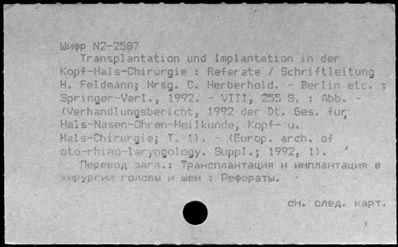 Шифр N2-2587
Transplantation und Implantation in der
Kopf-Hals-Chirurgie : Referate / Schriftleitung
H. Feldmann; Hrsg. C. Herberhold. - Berlin etc. :
Springer-Verl., 1992. - VIII, 255 S. : Abb. -
(Verhandlungsbericht, 1992 der Dt. Ges. fur
Hals-Nasen-Ohren-Heilkunde, Kopf- u.
Hals-Chirurgie; T. 1). - (Europ. arch. of
oto-rhino-laryngology. Suppl.; 1992, 1).
Перевод загл.: Трансплантация и имплантация в
хирургии головы и шеи : Рефераты.
см. след. карт.